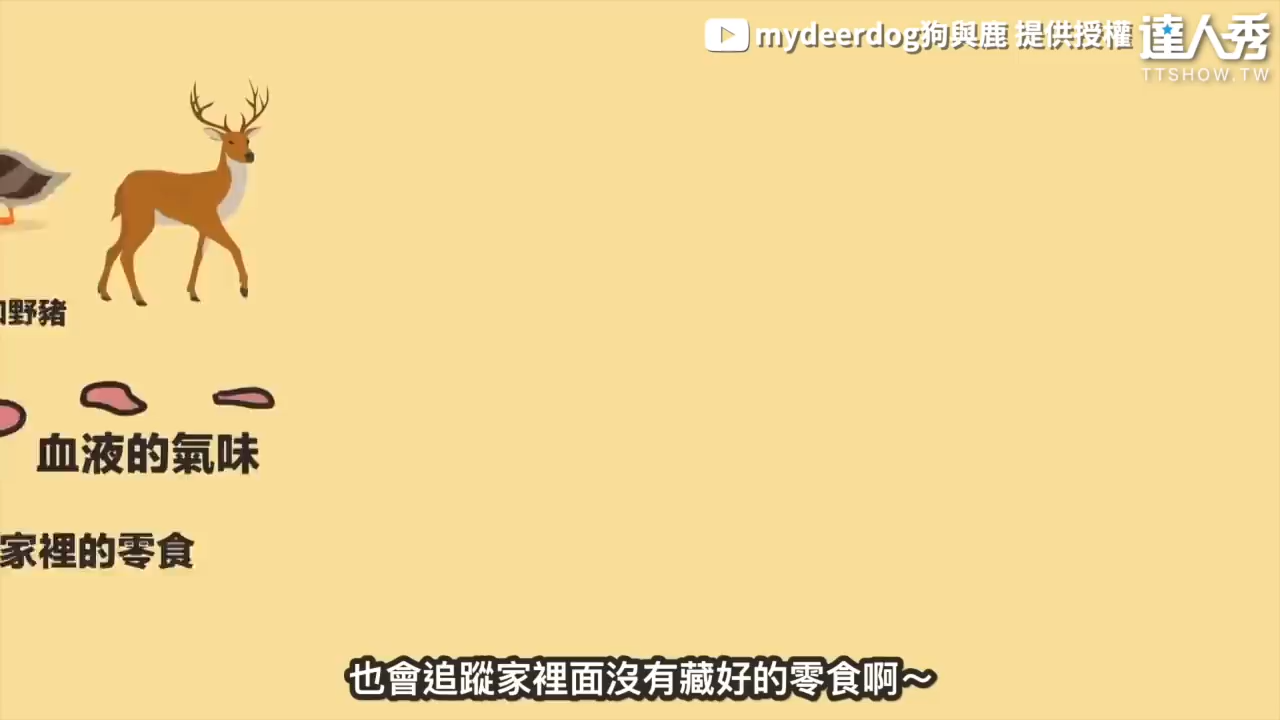 mydeerdog狗與鹿 提供授權
達人秀
TTSHOW.TW
野豬
血液的氣味
家裡的零食
也會追蹤家裡面沒有藏好的零食啊～